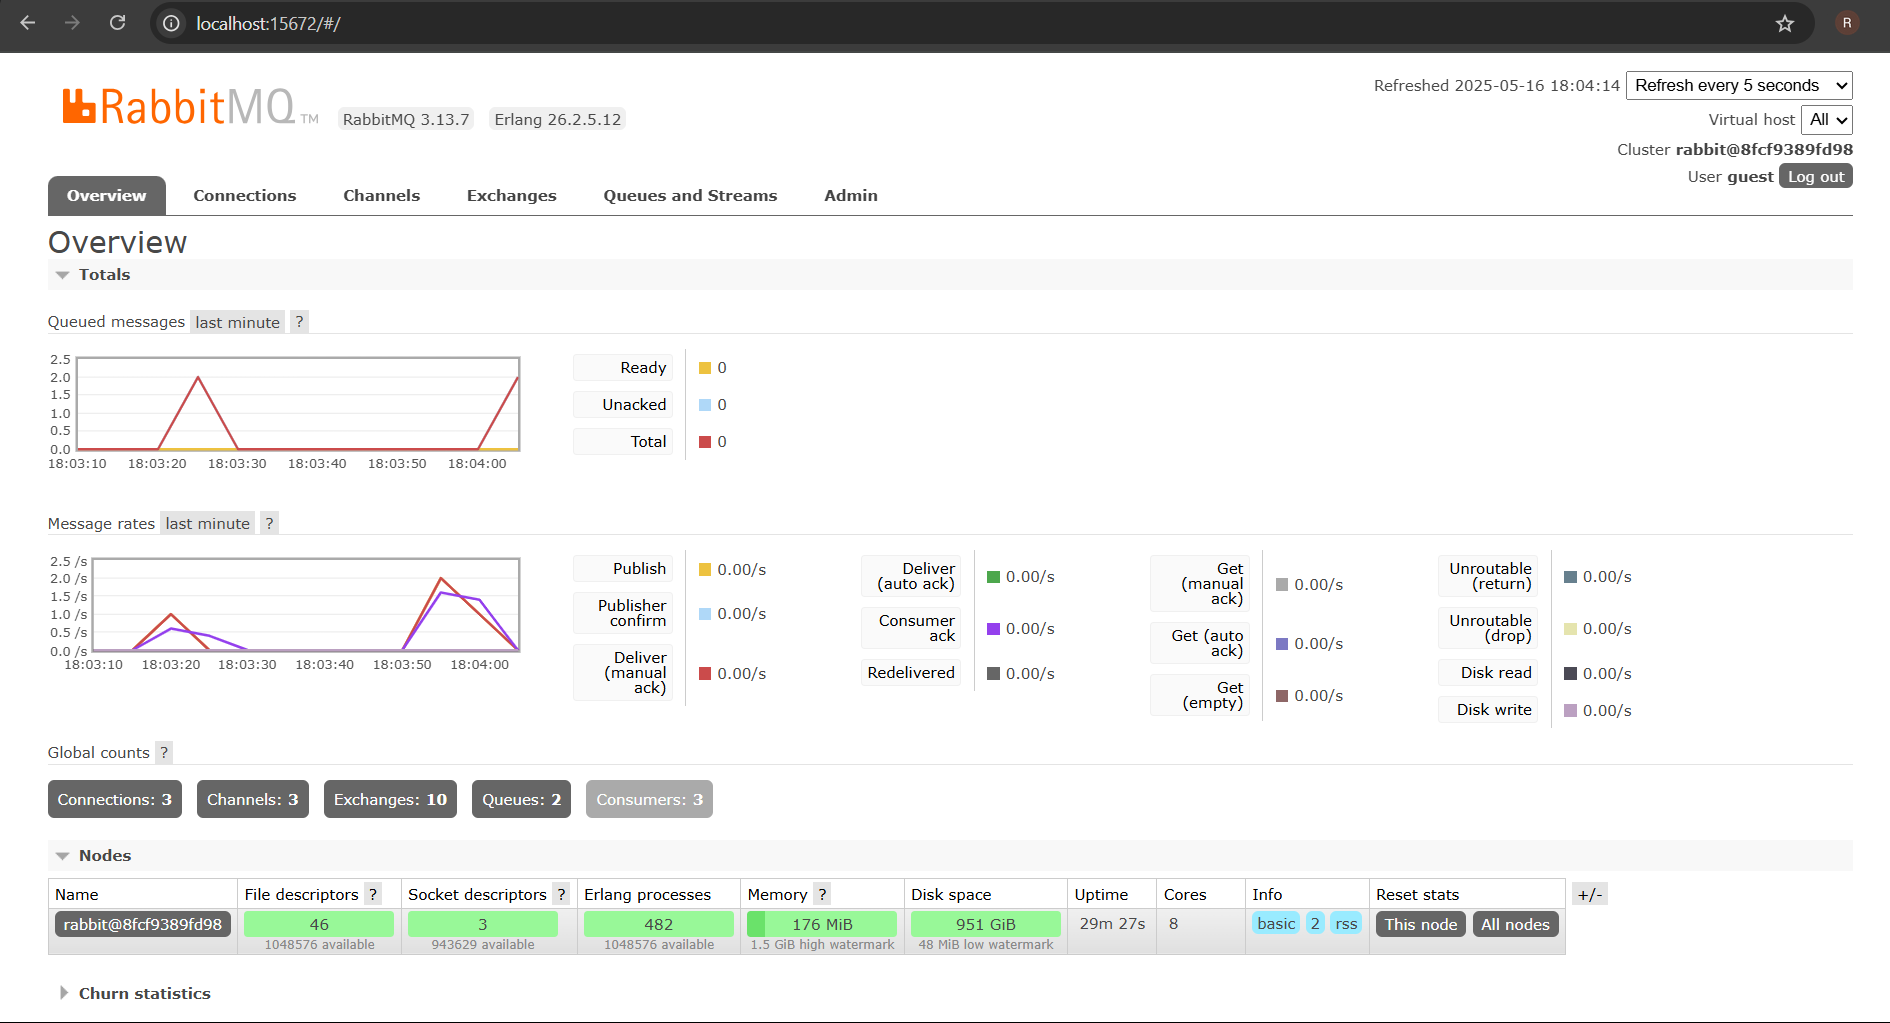 localhost:15672/#/
R
RabbitMQ TM
RabbitMQ 3.13.7
Erlang 26.2.5.12
Refreshed 2025-05-16 18:04:14
Refresh every 5 seconds
Virtual host All
Cluster rabbit@8fcf9389fd98
User guest Log out
Overview Connections Channels Exchanges Queues and Streams Admin
Overview
Totals
Queued messages last minute ?
2.5
2.0
1.5
1.0
0.5
0.0
18:03:10 18:03:20 18:03:30 18:03:40 18:03:50 18:04:00
Ready 0
Unacked 0
Total 0
Message rates last minute ?
2.5 /s
2.0 /s
1.5 /s
1.0 /s
0.5 /s
0.0 /s
18:03:10 18:03:20 18:03:30 18:03:40 18:03:50 18:04:00
Publish 0.00/s
Publisher
confirm 0.00/s
Deliver
(manual
ack) 0.00/s
Deliver
(auto ack) 0.00/s
Consumer
ack 0.00/s
Redelivered 0.00/s
Get
(manual
ack) 0.00/s
Get (auto
ack) 0.00/s
Get
(empty) 0.00/s
Unroutable
(return) 0.00/s
Unroutable
(drop) 0.00/s
Disk read 0.00/s
Disk write 0.00/s
Global counts ?
Connections: 3 Channels: 3 Exchanges: 10 Queues: 2 Consumers: 3
Nodes
Name File descriptors ? Socket descriptors ? Erlang processes Memory ? Disk space Uptime Cores Info Reset stats +/-
rabbit@8fcf9389fd98 46 3 482 176 MiB 951 GiB 29m 27s 8 basic 2 rss This node All nodes
1048576 available 943629 available 1048576 available 1.5 GiB high watermark 48 MiB low watermark
Churn statistics